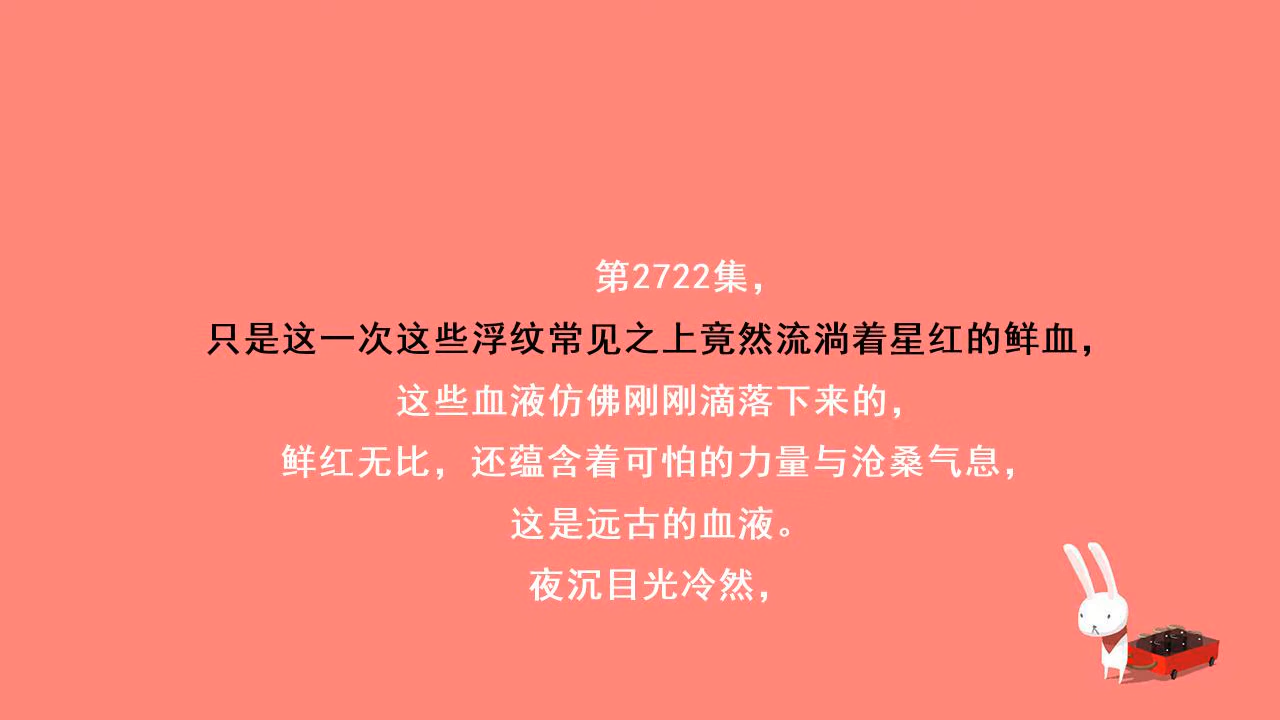 第2722集，
只是这一次这些浮纹常见之上竟然流淌着星红的鲜血，
这些血液仿佛刚刚滴落下来的，
鲜红无比，还蕴含着可怕的力量与沧桑气息，
这是远古的血液。
夜沉目光冷然，